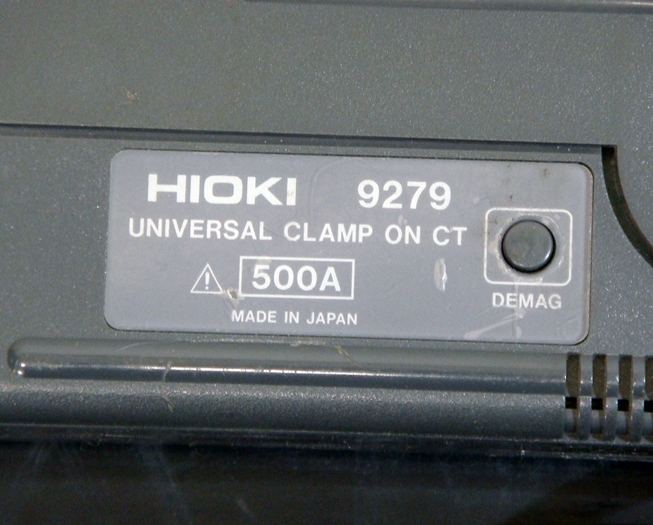 HIOKI 9279
UNIVERSAL CLAMP ON CT
500A
DEMAG
MADE IN JAPAN